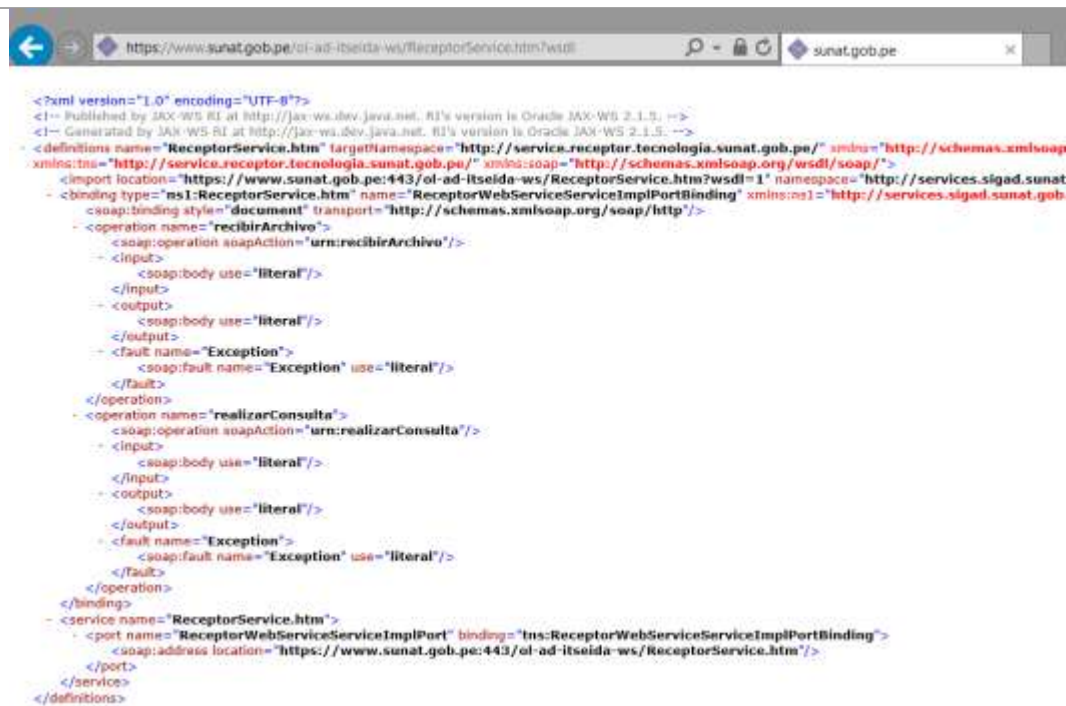 https://www.sunat.gob.pe/ol-ad-itseida-ws/ReceptorService.htm?wsdl
sunat.gob.pe
<?xml version="1.0" encoding="UTF-8"?>
<!-- Published by JAX-WS RI at http://jax-ws.dev.java.net. RI's version is Oracle JAX-WS 2.1.5. -->
<!-- Generated by JAX-WS RI at http://jax-ws.dev.java.net. RI's version is Oracle JAX-WS 2.1.5. -->
- <definitions name="ReceptorService.htm" targetNamespace="http://service.receptor.tecnologia.sunat.gob.pe/" xmlns="http://schemas.xmlsoap
xmlns:tns="http://service.receptor.tecnologia.sunat.gob.pe/" xmlns:soap="http://schemas.xmlsoap.org/wsdl/soap/">
<import location="https://www.sunat.gob.pe:443/ol-ad-itseida-ws/ReceptorService.htm?wsdl=1" namespace="http://services.sigad.sunat
- <binding type="ns1:ReceptorService.htm" name="ReceptorWebServiceServiceImplPortBinding" xmlns:ns1="http://services.sigad.sunat.gob.
<soap:binding style="document" transport="http://schemas.xmlsoap.org/soap/http"/>
- <operation name="recibirArchivo">
<soap:operation soapAction="urn:recibirArchivo"/>
- <input>
<soap:body use="literal"/>
</input>
- <output>
<soap:body use="literal"/>
</output>
- <fault name="Exception">
<soap:fault name="Exception" use="literal"/>
</fault>
</operation>
- <operation name="realizarConsulta">
<soap:operation soapAction="urn:realizarConsulta"/>
- <input>
<soap:body use="literal"/>
</input>
- <output>
<soap:body use="literal"/>
</output>
- <fault name="Exception">
<soap:fault name="Exception" use="literal"/>
</fault>
</operation>
</binding>
- <service name="ReceptorService.htm">
- <port name="ReceptorWebServiceServiceImplPort" binding="tns:ReceptorWebServiceServiceImplPortBinding">
<soap:address location="https://www.sunat.gob.pe:443/ol-ad-itseida-ws/ReceptorService.htm"/>
</port>
</service>
</definitions>